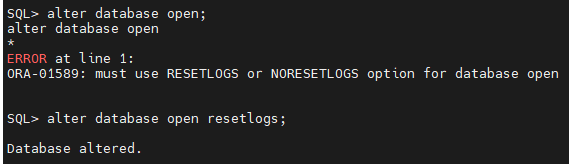 SQL> alter database open;
alter database open
*
ERROR at line 1:
ORA-01589: must use RESETLOGS or NORESETLOGS option for database open
SQL> alter database open resetlogs;
Database altered.